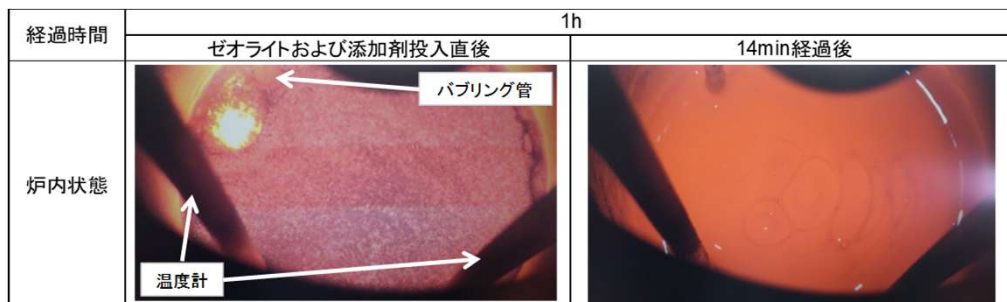 経過時間
1h
ゼオライトおよび添加剤投入直後
14min経過後
炉内状態
バブリング管
温度計